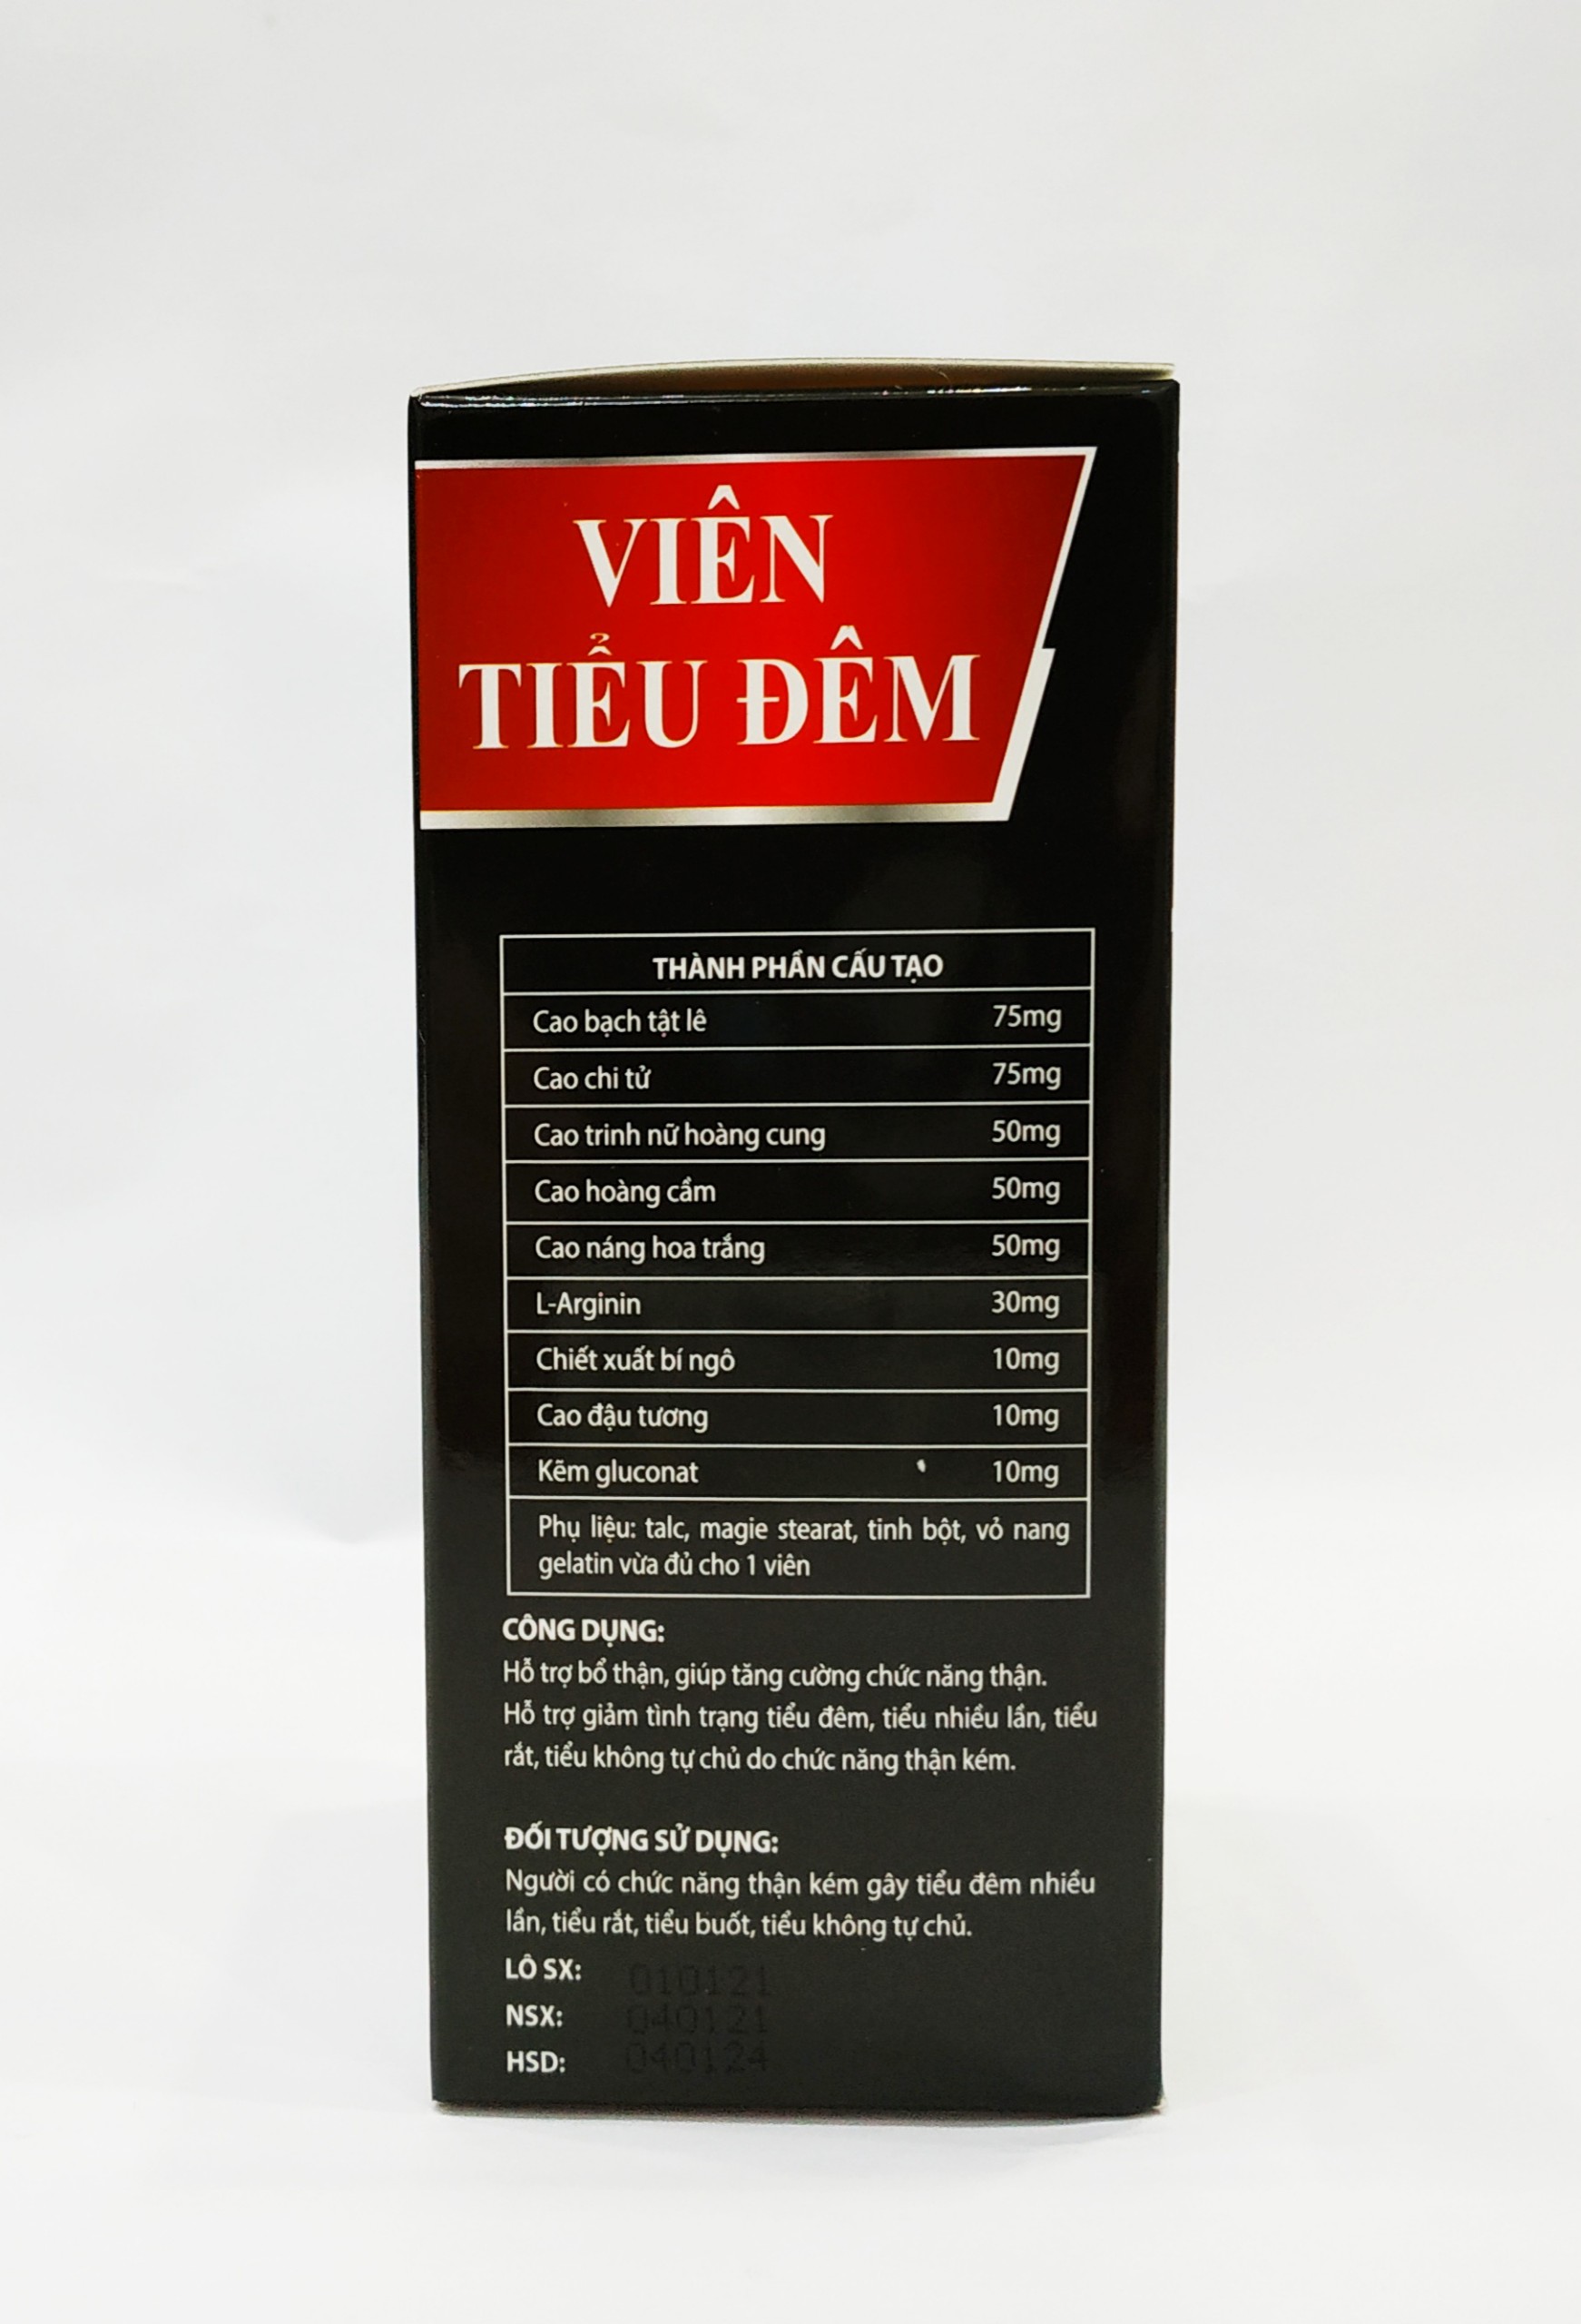 VIÊN
TIỂU ĐÊM
THÀNH PHẦN CẤU TẠO
Cao bạch tật lê 75mg
Cao chi tử 75mg
Cao trinh nữ hoàng cung 50mg
Cao hoàng cầm 50mg
Cao náng hoa trắng 50mg
L-Arginin 30mg
Chiết xuất bí ngô 10mg
Cao đậu tương 10mg
Kẽm gluconat 10mg
Phụ liệu: talc, magie stearat, tinh bột, vỏ nang
gelatin vừa đủ cho 1 viên
CÔNG DỤNG:
Hỗ trợ bổ thận, giúp tăng cường chức năng thận.
Hỗ trợ giảm tình trạng tiểu đêm, tiểu nhiều lần, tiểu
rắt, tiểu không tự chủ do chức năng thận kém.
ĐỐI TƯỢNG SỬ DỤNG:
Người có chức năng thận kém gây tiểu đêm nhiều
lần, tiểu rắt, tiểu buốt, tiểu không tự chủ.
LÔ SX: 010121
NSX: 040121
HSD: 040124